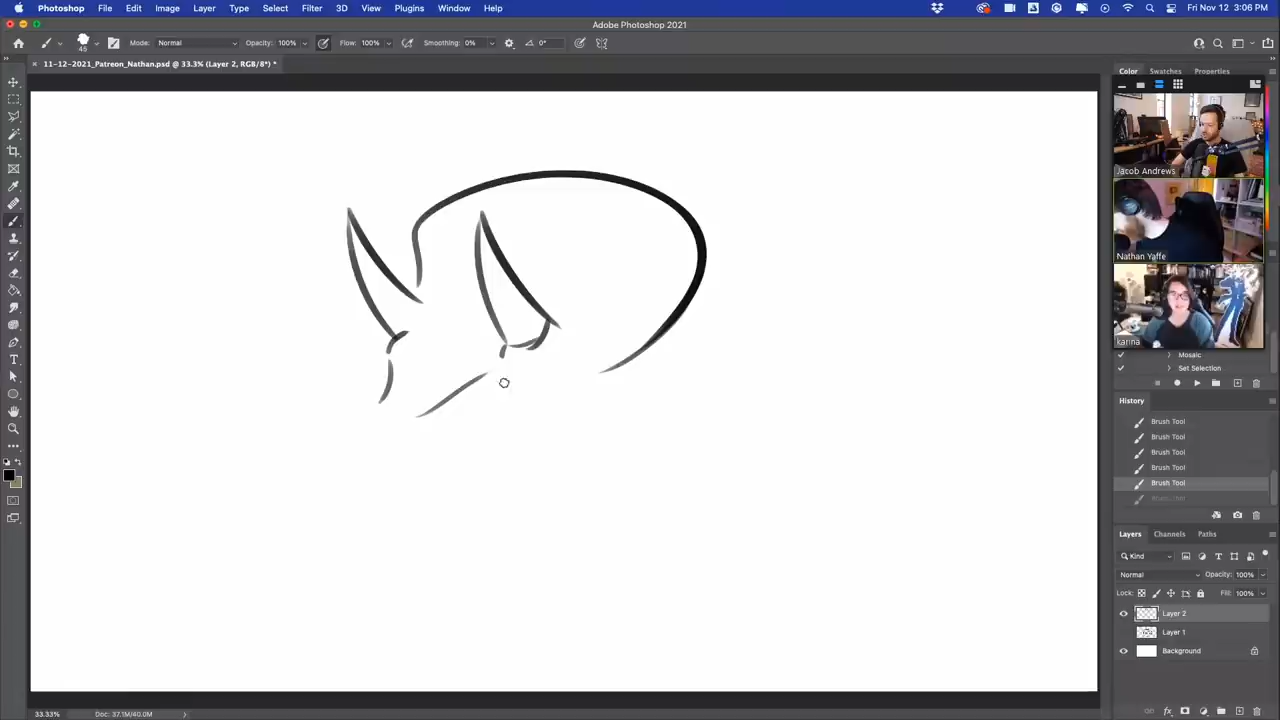 Photoshop File Edit Image Layer Type Select Filter 3D View Plugins Window Help Fri Nov 12 3:06 PM
Adobe Photoshop 2021
45 Mode: Normal Opacity: 100% Flow: 100% Smoothing: 0% 0°
11-12-2021_Patreon_Nathan.psd @ 33.3% (Layer 2, RGB/8*) *
Color Swatches Properties
Jacob Andrews
Nathan Yaffe
karina
Mosaic
Set Selection
History
Brush Tool
Brush Tool
Brush Tool
Brush Tool
Brush Tool
Brush Tool
Layers Channels Paths
Kind
Normal Opacity: 100%
Lock: Fill: 100%
Layer 2
Layer 1
Background
fx
33.33% Doc: 37.1M/40.0M